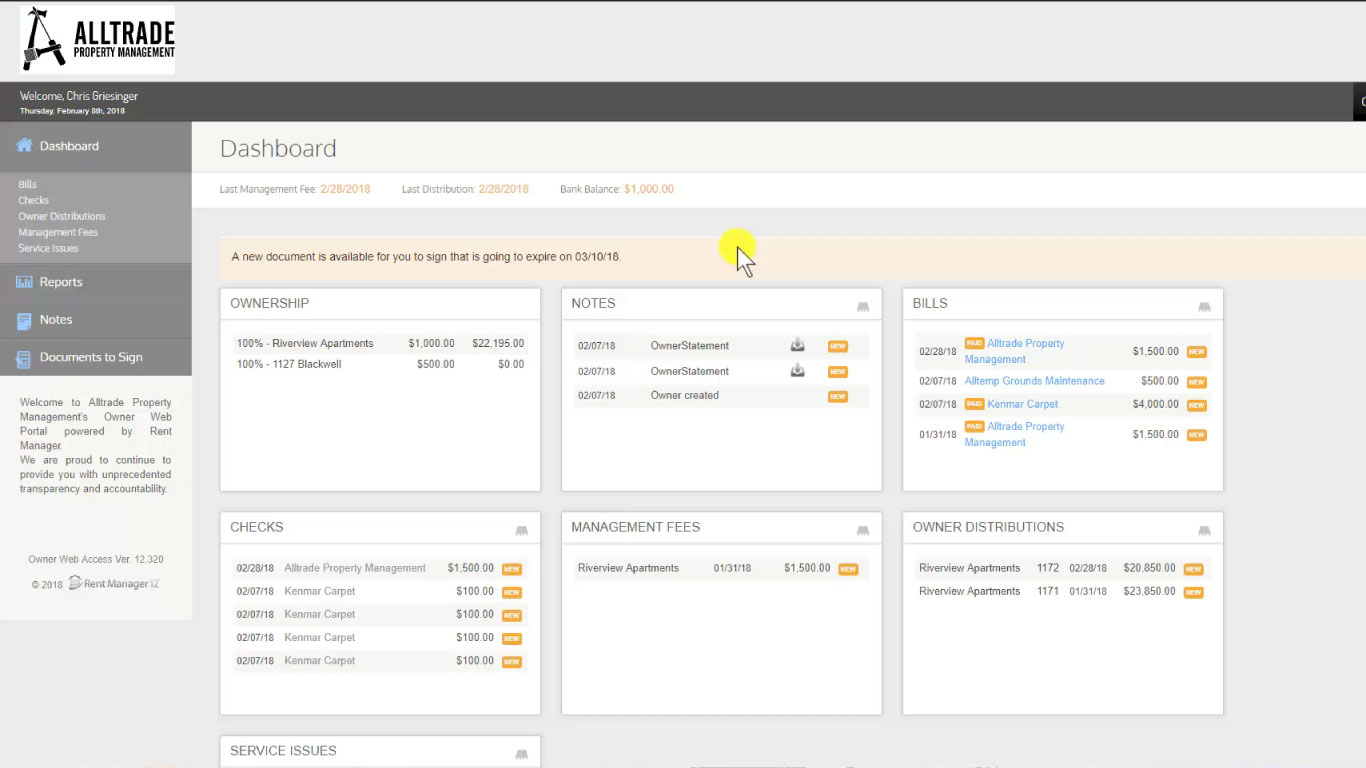 ALLTRADE
PROPERTY MANAGEMENT
Welcome, Chris Griesinger
Thursday, February 8th, 2018
Dashboard
Bills
Checks
Owner Distributions
Management Fees
Service Issues
Reports
Notes
Documents to Sign
Welcome to Alltrade Property
Management's Owner Web
Portal powered by Rent
Manager.
We are proud to continue to
provide you with unprecedented
transparency and accountability.
Owner Web Access Ver. 12.320
© 2018 Rent Manager 12
Dashboard
Last Management Fee: 2/28/2018 Last Distribution: 2/28/2018 Bank Balance: $1,000.00
A new document is available for you to sign that is going to expire on 03/10/18.
OWNERSHIP
100% - Riverview Apartments $1,000.00 $22,195.00
100% - 1127 Blackwell $500.00 $0.00
NOTES
02/07/18 OwnerStatement NEW
02/07/18 OwnerStatement NEW
02/07/18 Owner created NEW
BILLS
02/28/18 PAID Alltrade Property Management $1,500.00 NEW
02/07/18 Alltemp Grounds Maintenance $500.00 NEW
02/07/18 PAID Kenmar Carpet $4,000.00 NEW
01/31/18 PAID Alltrade Property Management $1,500.00 NEW
CHECKS
02/28/18 Alltrade Property Management $1,500.00 NEW
02/07/18 Kenmar Carpet $100.00 NEW
02/07/18 Kenmar Carpet $100.00 NEW
02/07/18 Kenmar Carpet $100.00 NEW
02/07/18 Kenmar Carpet $100.00 NEW
MANAGEMENT FEES
Riverview Apartments 01/31/18 $1,500.00 NEW
OWNER DISTRIBUTIONS
Riverview Apartments 1172 02/28/18 $20,850.00 NEW
Riverview Apartments 1171 01/31/18 $23,850.00 NEW
SERVICE ISSUES